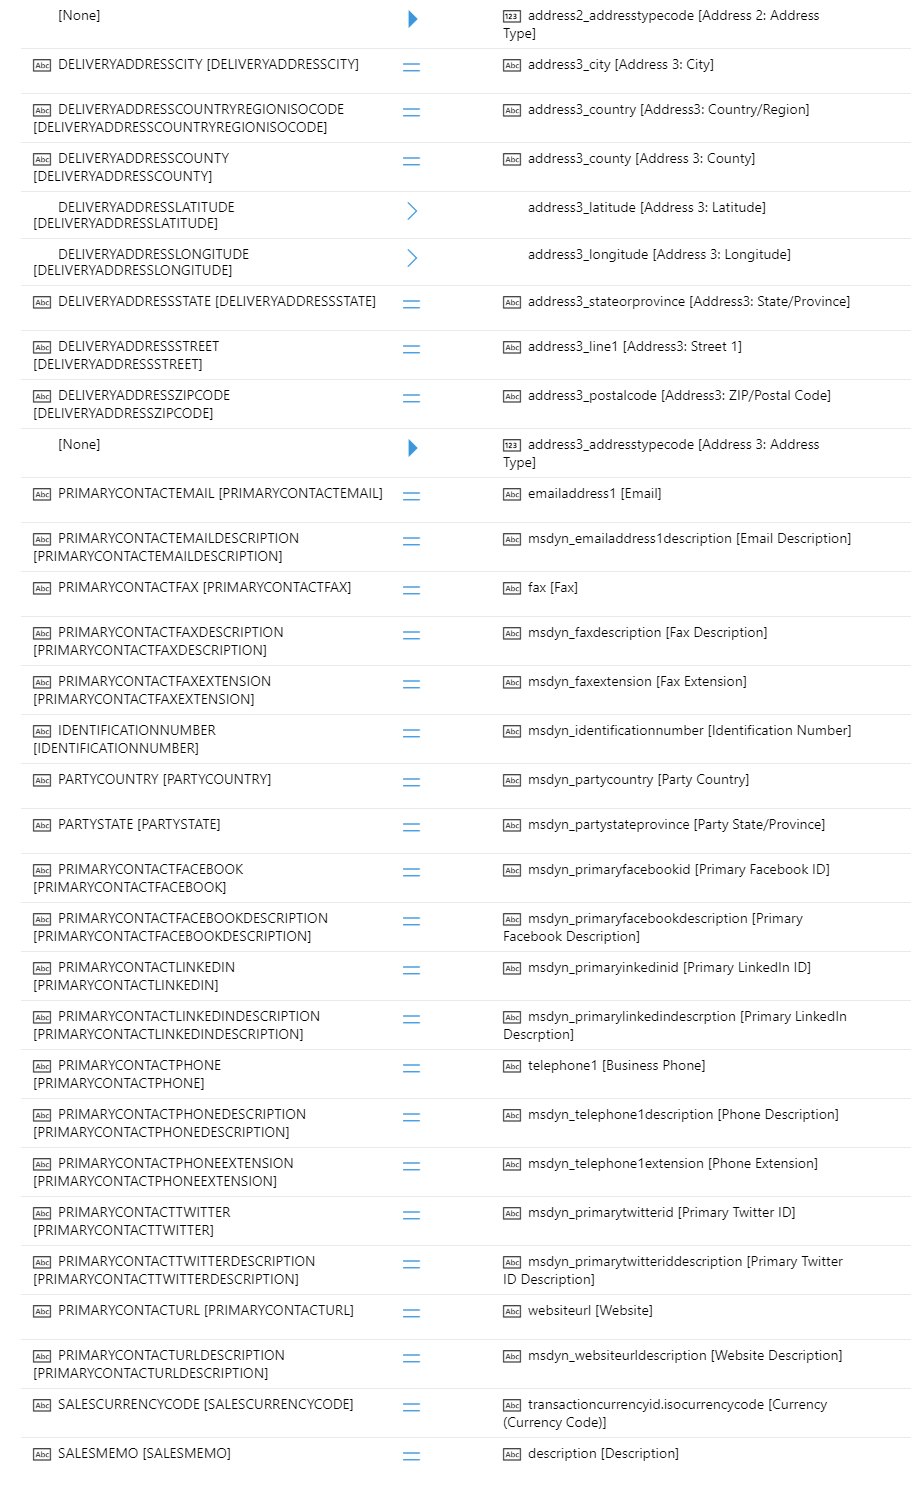 [None] 123 address2_addresstypecode [Address 2: Address
Type]
Abc DELIVERYADDRESSCITY [DELIVERYADDRESSCITY] Abc address3_city [Address 3: City]
Abc DELIVERYADDRESSCOUNTRYREGIONISOCODE Abc address3_country [Address3: Country/Region]
[DELIVERYADDRESSCOUNTRYREGIONISOCODE]
Abc DELIVERYADDRESSCOUNTY Abc address3_county [Address 3: County]
[DELIVERYADDRESSCOUNTY]
DELIVERYADDRESSLATITUDE address3_latitude [Address 3: Latitude]
[DELIVERYADDRESSLATITUDE]
DELIVERYADDRESSLONGITUDE address3_longitude [Address 3: Longitude]
[DELIVERYADDRESSLONGITUDE]
Abc DELIVERYADDRESSSTATE [DELIVERYADDRESSSTATE] Abc address3_stateorprovince [Address3: State/Province]
Abc DELIVERYADDRESSSTREET Abc address3_line1 [Address3: Street 1]
[DELIVERYADDRESSSTREET]
Abc DELIVERYADDRESSZIPCODE Abc address3_postalcode [Address3: ZIP/Postal Code]
[DELIVERYADDRESSZIPCODE]
[None] 123 address3_addresstypecode [Address 3: Address
Type]
Abc PRIMARYCONTACTEMAIL [PRIMARYCONTACTEMAIL] Abc emailaddress1 [Email]
Abc PRIMARYCONTACTEMAILDESCRIPTION Abc msdyn_emailaddress1description [Email Description]
[PRIMARYCONTACTEMAILDESCRIPTION]
Abc PRIMARYCONTACTFAX [PRIMARYCONTACTFAX] Abc fax [Fax]
Abc PRIMARYCONTACTFAXDESCRIPTION Abc msdyn_faxdescription [Fax Description]
[PRIMARYCONTACTFAXDESCRIPTION]
Abc PRIMARYCONTACTFAXEXTENSION Abc msdyn_faxextension [Fax Extension]
[PRIMARYCONTACTFAXEXTENSION]
Abc IDENTIFICATIONNUMBER Abc msdyn_identificationnumber [Identification Number]
[IDENTIFICATIONNUMBER]
Abc PARTYCOUNTRY [PARTYCOUNTRY] Abc msdyn_partycountry [Party Country]
Abc PARTYSTATE [PARTYSTATE] Abc msdyn_partystateprovince [Party State/Province]
Abc PRIMARYCONTACTFACEBOOK Abc msdyn_primaryfacebookid [Primary Facebook ID]
[PRIMARYCONTACTFACEBOOK]
Abc PRIMARYCONTACTFACEBOOKDESCRIPTION Abc msdyn_primaryfacebookdescription [Primary
[PRIMARYCONTACTFACEBOOKDESCRIPTION] Facebook Description]
Abc PRIMARYCONTACTLINKEDIN Abc msdyn_primaryinkedinid [Primary LinkedIn ID]
[PRIMARYCONTACTLINKEDIN]
Abc PRIMARYCONTACTLINKEDINDESCRIPTION Abc msdyn_primarylinkedindescrption [Primary LinkedIn
[PRIMARYCONTACTLINKEDINDESCRIPTION] Descrption]
Abc PRIMARYCONTACTPHONE Abc telephone1 [Business Phone]
[PRIMARYCONTACTPHONE]
Abc PRIMARYCONTACTPHONEDESCRIPTION Abc msdyn_telephone1description [Phone Description]
[PRIMARYCONTACTPHONEDESCRIPTION]
Abc PRIMARYCONTACTPHONEEXTENSION Abc msdyn_telephone1extension [Phone Extension]
[PRIMARYCONTACTPHONEEXTENSION]
Abc PRIMARYCONTACTTWITTER Abc msdyn_primarytwitterid [Primary Twitter ID]
[PRIMARYCONTACTTWITTER]
Abc PRIMARYCONTACTTWITTERDESCRIPTION Abc msdyn_primarytwitteriddescription [Primary Twitter
[PRIMARYCONTACTTWITTERDESCRIPTION] ID Description]
Abc PRIMARYCONTACTURL [PRIMARYCONTACTURL] Abc websiteurl [Website]
Abc PRIMARYCONTACTURLDESCRIPTION Abc msdyn_websiteurldescription [Website Description]
[PRIMARYCONTACTURLDESCRIPTION]
Abc SALESCURRENCYCODE [SALESCURRENCYCODE] Abc transactioncurrencyid.isocurrencycode [Currency
(Currency Code)]
Abc SALESMEMO [SALESMEMO] Abc description [Description]